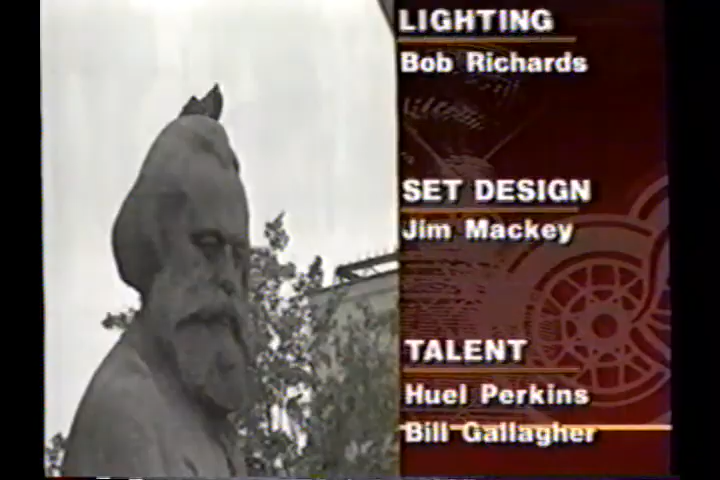 LIGHTING
Bob Richards
SET DESIGN
Jim Mackey
TALENT
Huel Perkins
Bill Gallagher